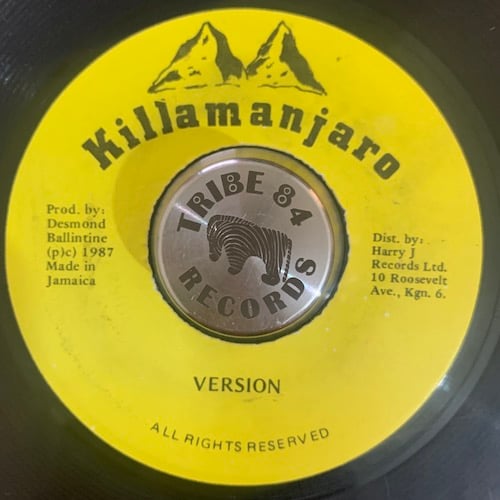 Killamanjaro
TRIBE 84
RECORDS
Prod. by:
Desmond
Ballintine
(p)c) 1987
Made in
Jamaica
Dist. by:
Harry J
Records Ltd.
10 Roosevelt
Ave., Kgn. 6.
VERSION
ALL RIGHTS RESERVED